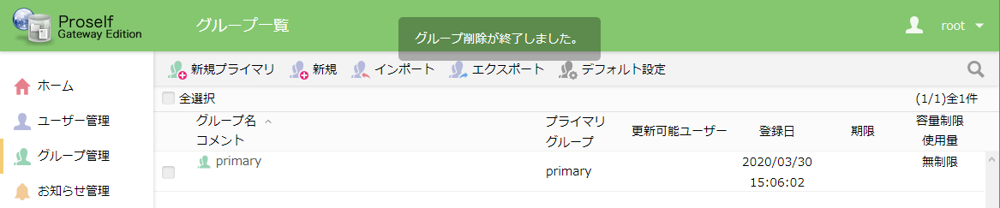 Proself
Gateway Edition
グループ一覧
グループ削除が終了しました。
root
新規プライマリ 新規 インポート エクスポート デフォルト設定
ホーム
ユーザー管理
グループ管理
お知らせ管理
全選択 (1/1)全1件
グループ名
コメント
プライマリ
グループ
更新可能ユーザー
登録日
期限
容量制限
使用量
primary
primary
2020/03/30
15:06:02
無制限